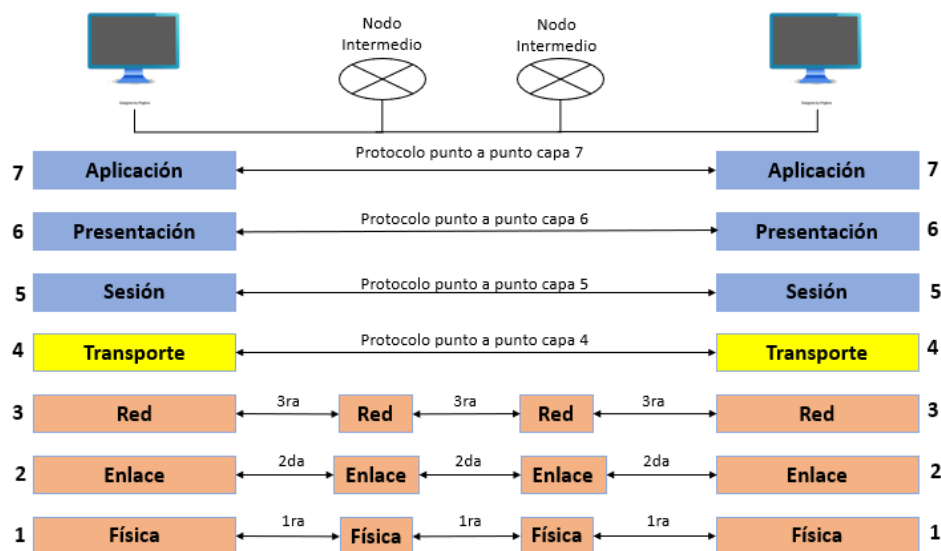 Nodo
Intermedio
Nodo
Intermedio
Protocolo punto a punto capa 7
7 Aplicación Aplicación 7
Protocolo punto a punto capa 6
6 Presentación Presentación 6
Protocolo punto a punto capa 5
5 Sesión Sesión 5
Protocolo punto a punto capa 4
4 Transporte Transporte 4
3ra 3ra 3ra
3 Red Red Red Red 3
2da 2da 2da
2 Enlace Enlace Enlace Enlace 2
1ra 1ra 1ra
1 Física Física Física Física 1